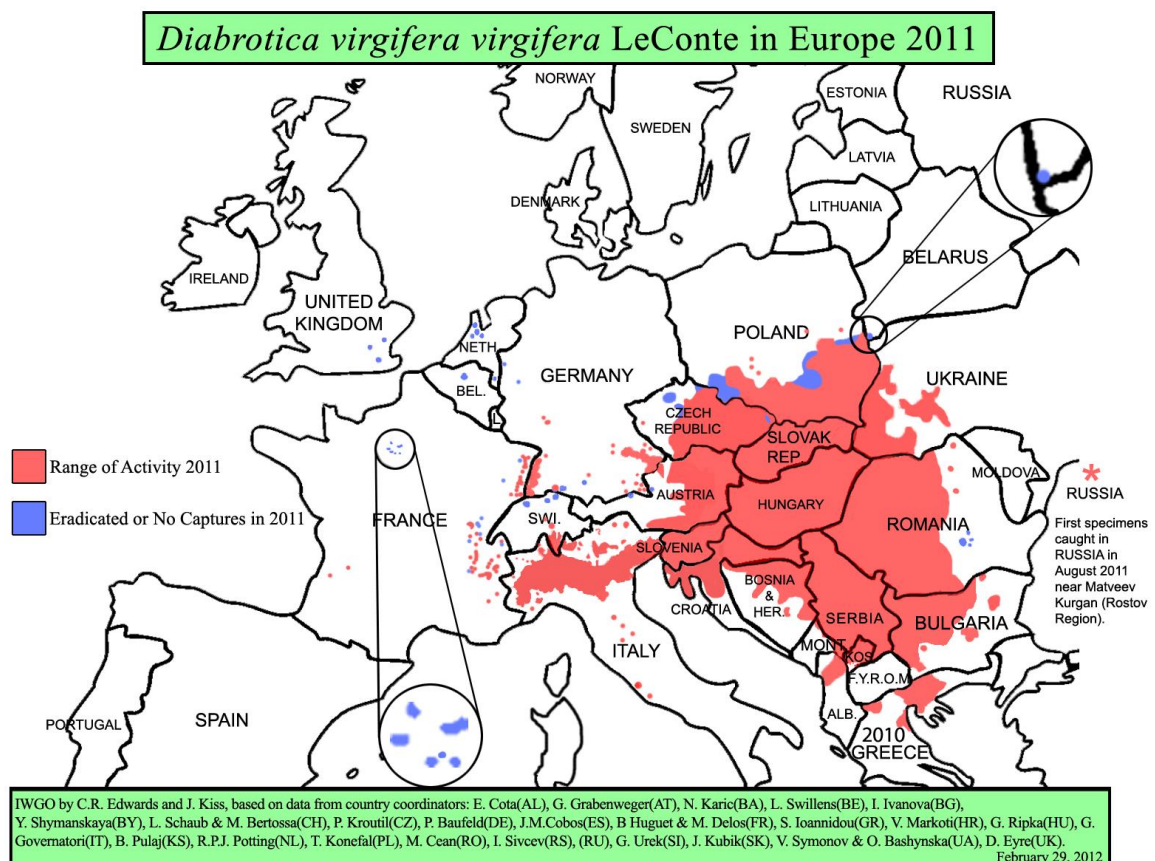 Diabrotica virgifera virgifera LeConte in Europe 2011
NORWAY
ESTONIA
RUSSIA
SWEDEN
LATVIA
DENMARK
LITHUANIA
BELARUS
IRELAND
UNITED
KINGDOM
POLAND
NETH.
GERMANY
UKRAINE
BEL.
L.
CZECH
REPUBLIC
SLOVAK
REP.
Range of Activity 2011
MOLDOVA
*
RUSSIA
AUSTRIA
HUNGARY
Eradicated or No Captures in 2011
FRANCE
SWI.
ROMANIA
First specimens
caught in
RUSSIA in
August 2011
near Matveev
Kurgan (Rostov
Region).
SLOVENIA
BOSNIA
&
HER.
CROATIA
SERBIA
BULGARIA
ITALY
MONT.
KOS.
F.Y.R.O.M.
PORTUGAL
SPAIN
ALB.
2010
GREECE
IWGO by C.R. Edwards and J. Kiss, based on data from country coordinators: E. Cota(AL), G. Grabenweger(AT), N. Karic(BA), L. Swillens(BE), I. Ivanova(BG),
Y. Shymanskaya(BY), L. Schaub & M. Bertossa(CH), P. Kroutil(CZ), P. Baufeld(DE), J.M.Cobos(ES), B Huguet & M. Delos(FR), S. Ioannidou(GR), V. Markoti(HR), G. Ripka(HU), G.
Governatori(IT), B. Pulaj(KS), R.P.J. Potting(NL), T. Konefal(PL), M. Cean(RO), I. Sivcev(RS), (RU), G. Urek(SI), J. Kubik(SK), V. Symonov & O. Bashynska(UA), D. Eyre(UK).
February 29, 2012